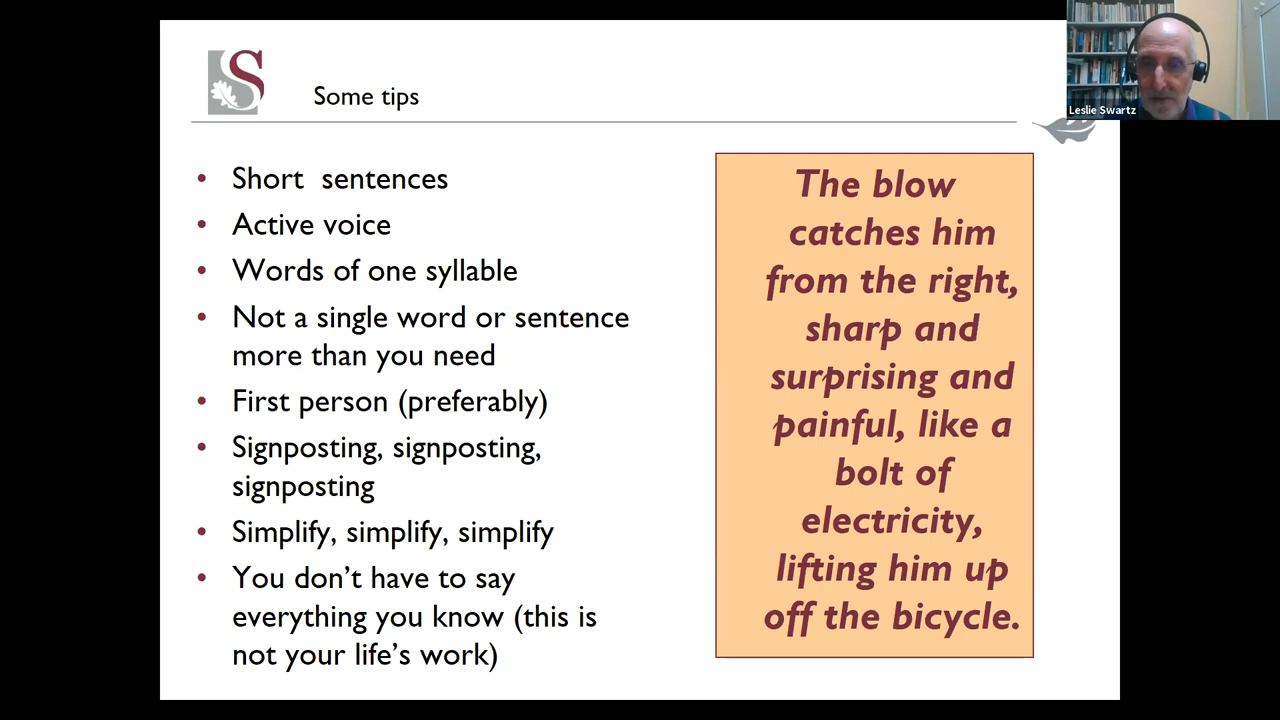 S
Some tips
Short  sentences
Active voice
Words of one syllable
Not a single word or sentence
more than you need
First person (preferably)
Signposting, signposting,
signposting
Simplify, simplify, simplify
You don’t have to say
everything you know (this is
not your life’s work)
The blow
catches him
from the right,
sharp and
surprising and
painful, like a
bolt of
electricity,
lifting him up
off the bicycle.
Leslie Swartz